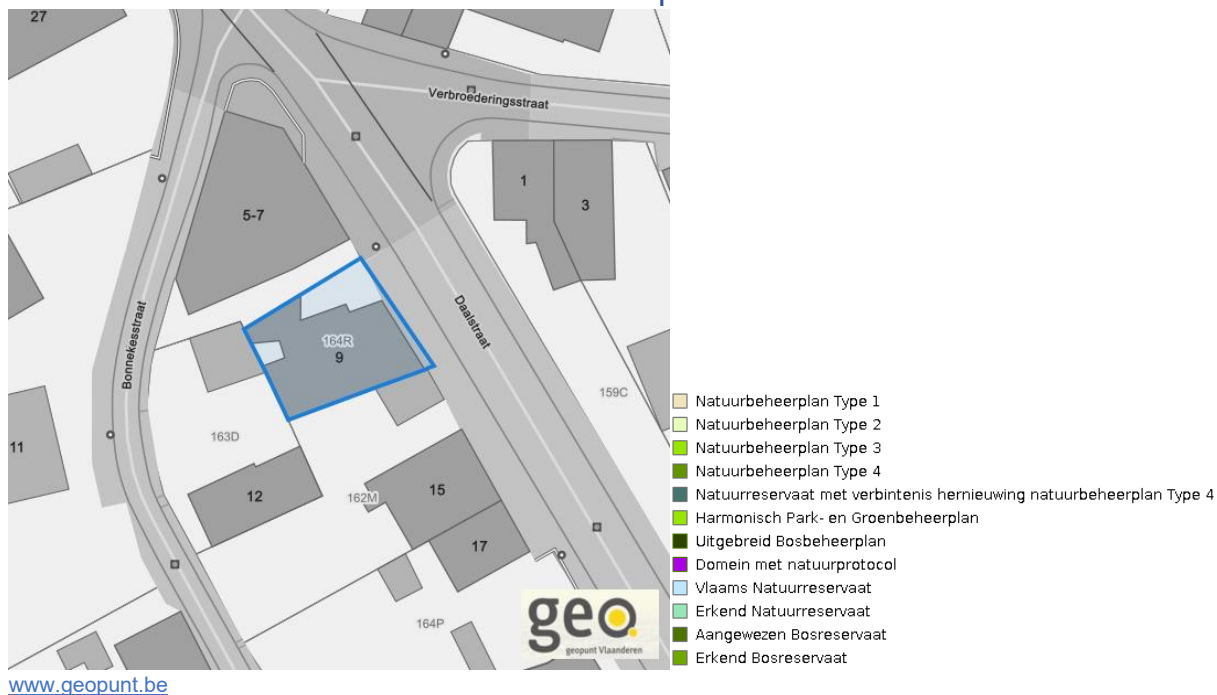 27
Verbroederingsstraat
1
3
5-7
Daalstraat
Bonnekesstraat
164R
9
159C
11
163D
12
162M
15
17
164P
geo
geopunt Vlaanderen
Natuurbeheerplan Type 1
Natuurbeheerplan Type 2
Natuurbeheerplan Type 3
Natuurbeheerplan Type 4
Natuurreservaat met verbintenis hernieuwing natuurbeheerplan Type 4
Harmonisch Park- en Groenbeheerplan
Uitgebreid Bosbeheerplan
Domein met natuurprotocol
Vlaams Natuurreservaat
Erkend Natuurreservaat
Aangewezen Bosreservaat
Erkend Bosreservaat
www.geopunt.be